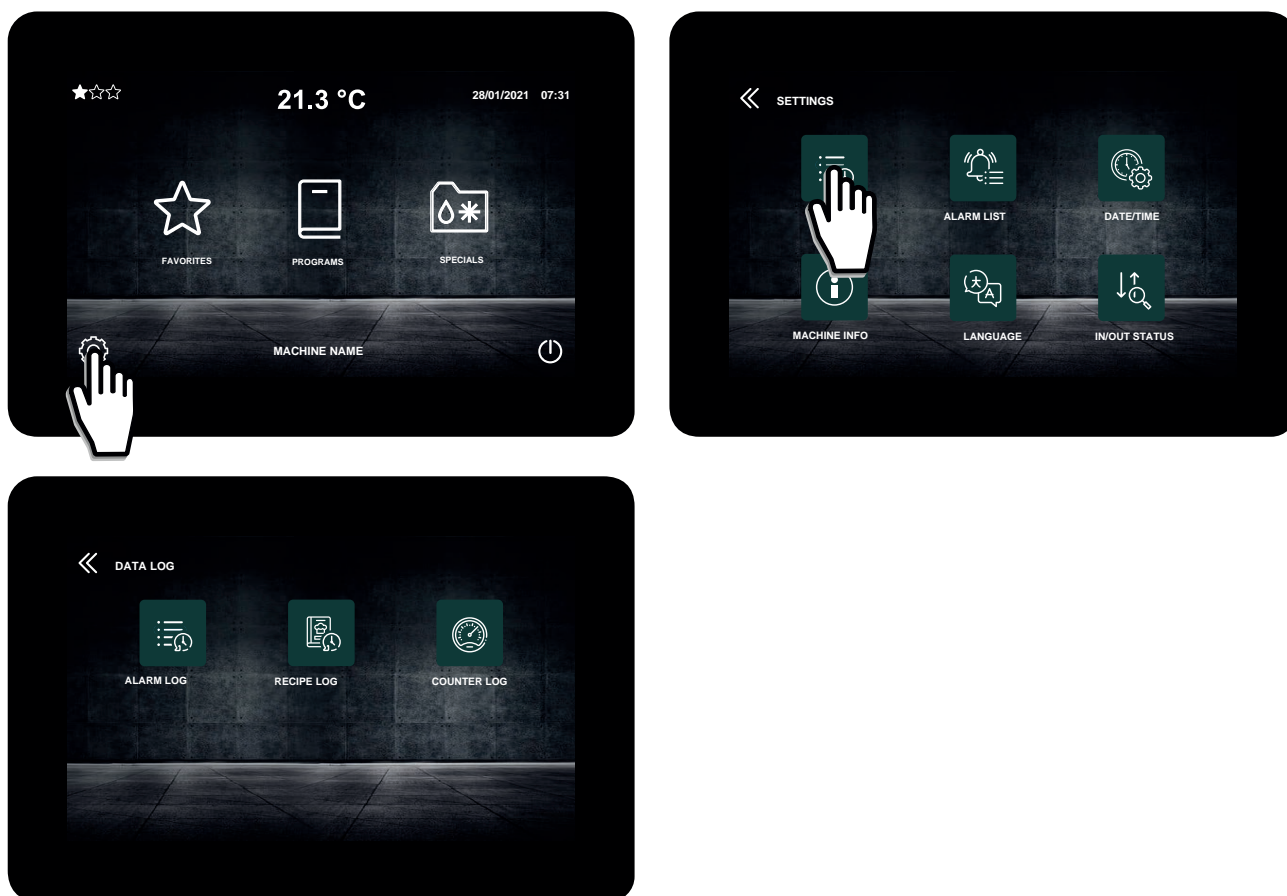 21.3 °C
28/01/2021 07:31
FAVORITES
PROGRAMS
SPECIALS
MACHINE NAME
SETTINGS
ALARM LIST
DATE/TIME
MACHINE INFO
LANGUAGE
IN/OUT STATUS
DATA LOG
ALARM LOG
RECIPE LOG
COUNTER LOG